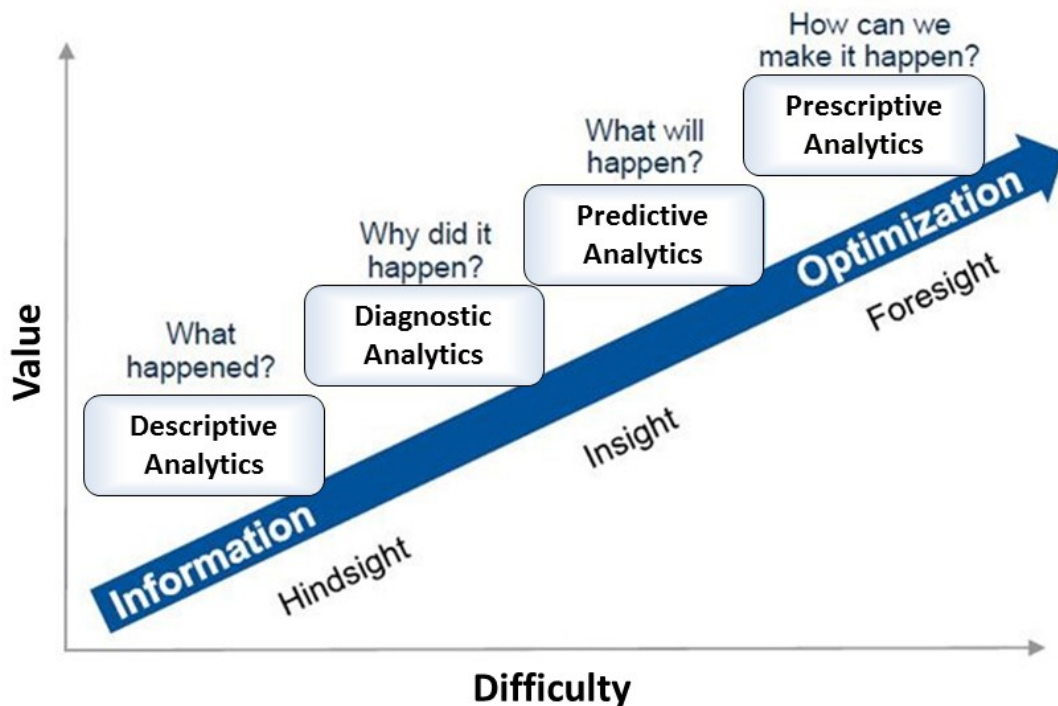 How can we
make it happen?
Prescriptive
Analytics
What will
happen?
Predictive
Analytics
Why did it
happen?
Diagnostic
Analytics
What
happened?
Descriptive
Analytics
Information
Optimization
Hindsight
Insight
Foresight
Value
Difficulty